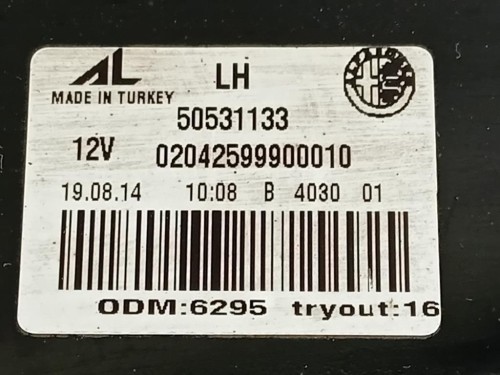 AL LH
MADE IN TURKEY
50531133
12V 02042599900010
19.08.14 10:08 B 4030 01
ODM:6295 tryout:16